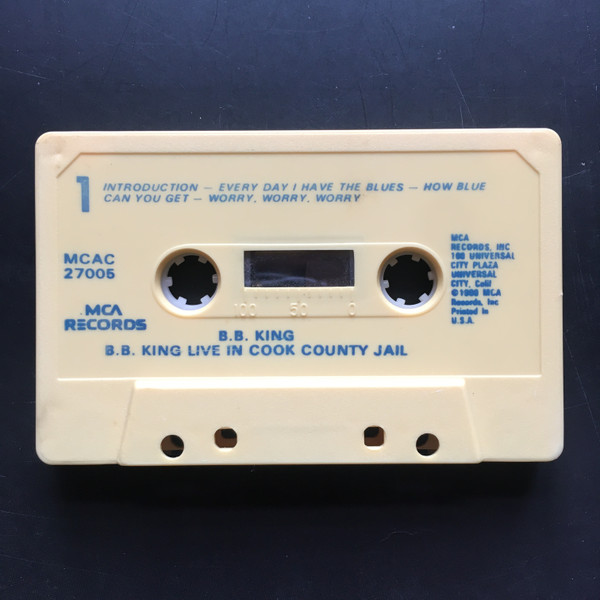 1
INTRODUCTION — EVERY DAY I HAVE THE BLUES — HOW BLUE
CAN YOU GET — WORRY, WORRY, WORRY
MCAC
27005
MCA
RECORDS
MCA
RECORDS, INC
100 UNIVERSAL
CITY PLAZA
UNIVERSAL
CITY, Calif
©1980 MCA
Records, Inc
Printed in
U.S.A.
100 50 0
B.B. KING
B.B. KING LIVE IN COOK COUNTY JAIL